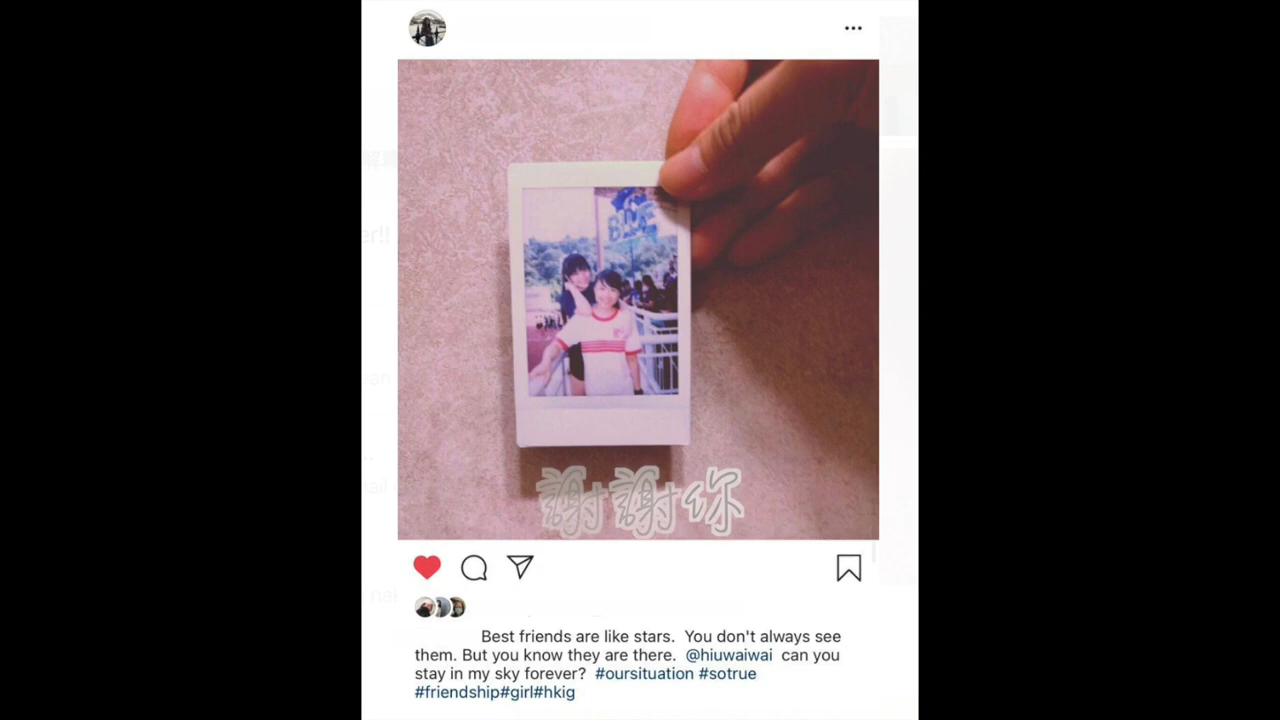 BLUE
謝謝你
Best friends are like stars. You don't always see
them. But you know they are there. @hiuwaiwai can you
stay in my sky forever? #oursituation #sotrue
#friendship#girl#hkig